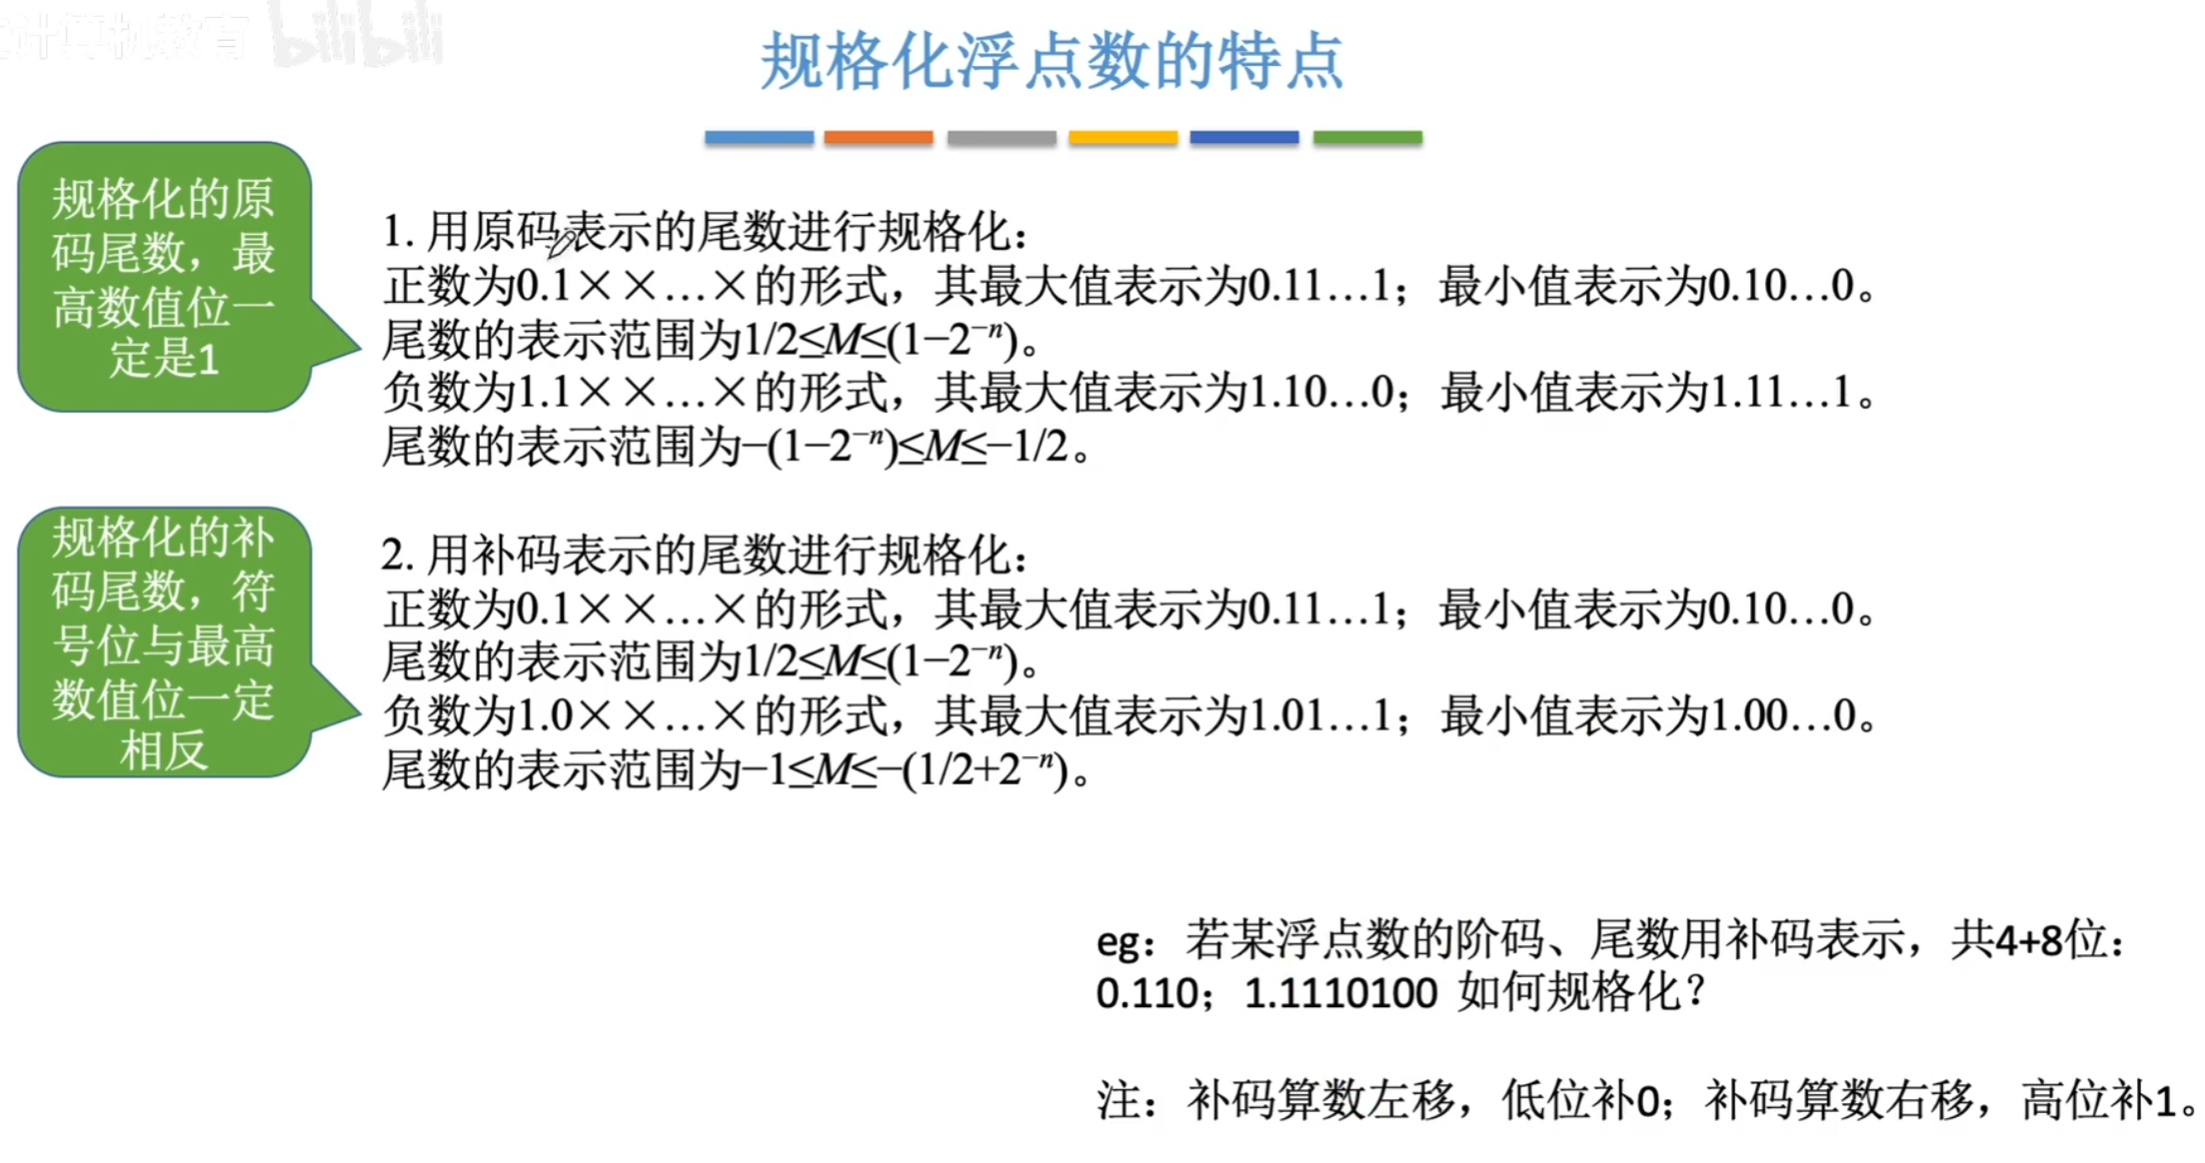 计算机教育 bilibili
规格化浮点数的特点
规格化的原
码尾数，最
高数值位一
定是1
1. 用原码表示的尾数进行规格化：
正数为0.1××…×的形式，其最大值表示为0.11…1；最小值表示为0.10…0。
尾数的表示范围为1/2≤M≤(1−2⁻ⁿ)。
负数为1.1××…×的形式，其最大值表示为1.10…0；最小值表示为1.11…1。
尾数的表示范围为−(1−2⁻ⁿ)≤M≤−1/2。
规格化的补
码尾数，符
号位与最高
数值位一定
相反
2. 用补码表示的尾数进行规格化：
正数为0.1××…×的形式，其最大值表示为0.11…1；最小值表示为0.10…0。
尾数的表示范围为1/2≤M≤(1−2⁻ⁿ)。
负数为1.0××…×的形式，其最大值表示为1.01…1；最小值表示为1.00…0。
尾数的表示范围为−1≤M≤−(1/2+2⁻ⁿ)。
eg：若某浮点数的阶码、尾数用补码表示，共4+8位：
0.110；1.1110100 如何规格化？
注：补码算数左移，低位补0；补码算数右移，高位补1。